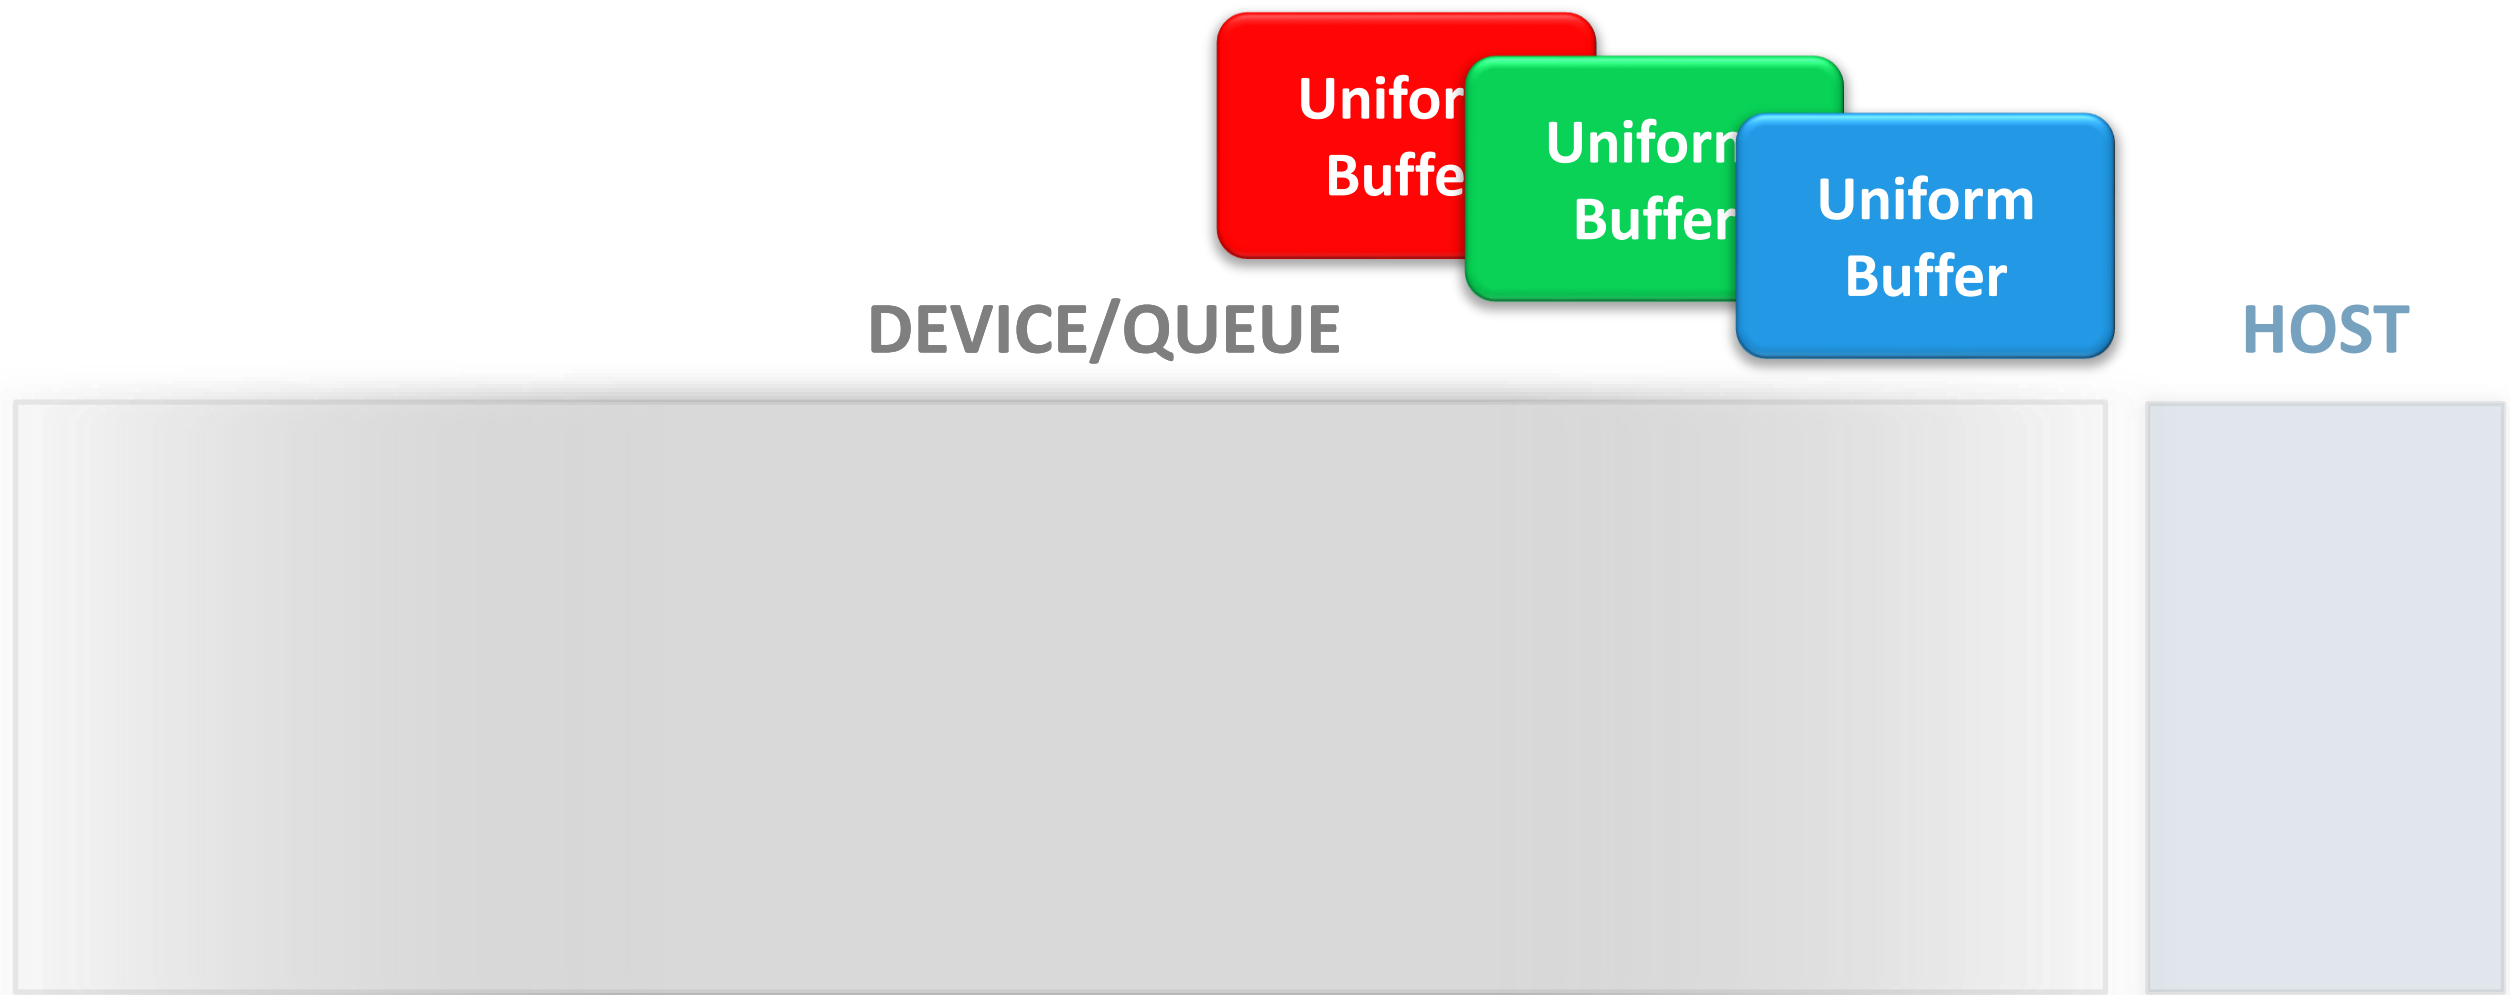 Unifor
Buffe
Uniform
Buffer
Uniform
Buffer
DEVICE/QUEUE
HOST